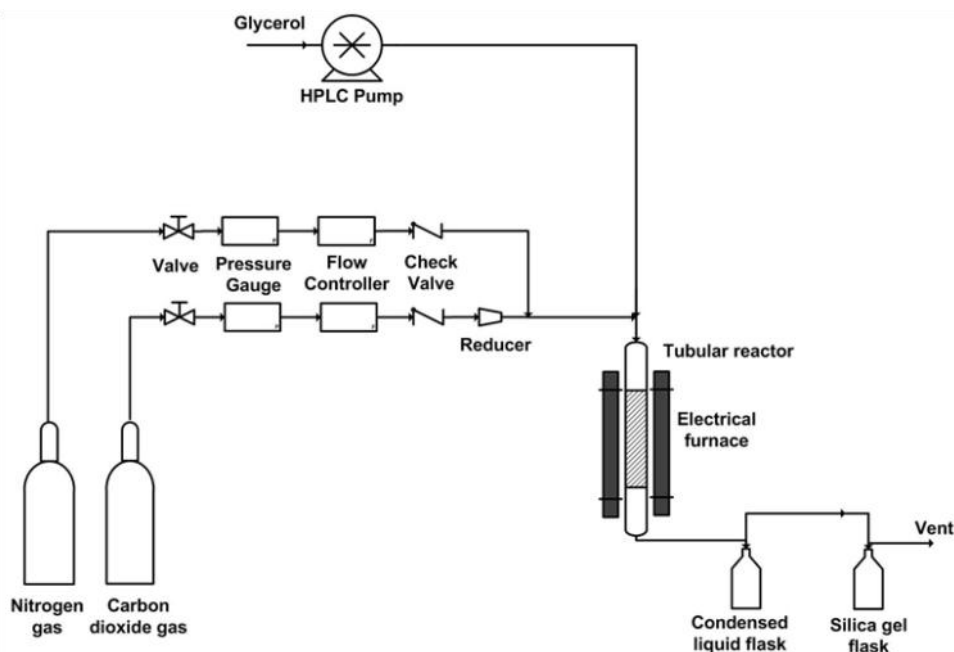 Glycerol
HPLC Pump
Valve
Pressure
Gauge
Flow
Controller
Check
Valve
Reducer
Tubular reactor
Electrical
furnace
Vent
Nitrogen
gas
Carbon
dioxide gas
Condensed
liquid flask
Silica gel
flask